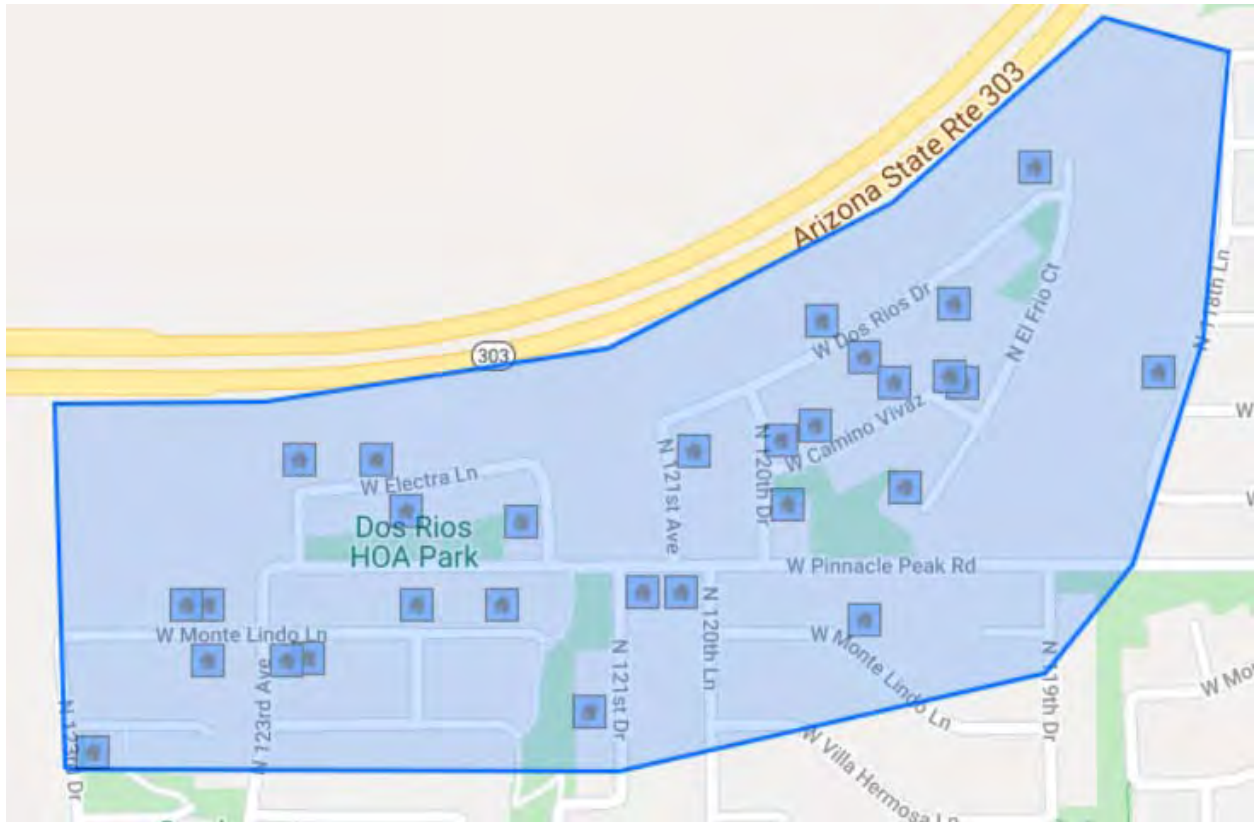 Arizona State Rte 303
303
N 118th Ln
W Dos Rios Dr
N El Frio Ct
W Camino Vivaz
N 121st Ave
N 120th Dr
W
W Electra Ln
Dos Rios
HOA Park
W Pinnacle Peak Rd
W Monte Lindo Ln
N 123rd Ave
N 121st Dr
N 120th Ln
W Monte Lindo Ln
N 119th Dr
W Villa Hermosa Ln